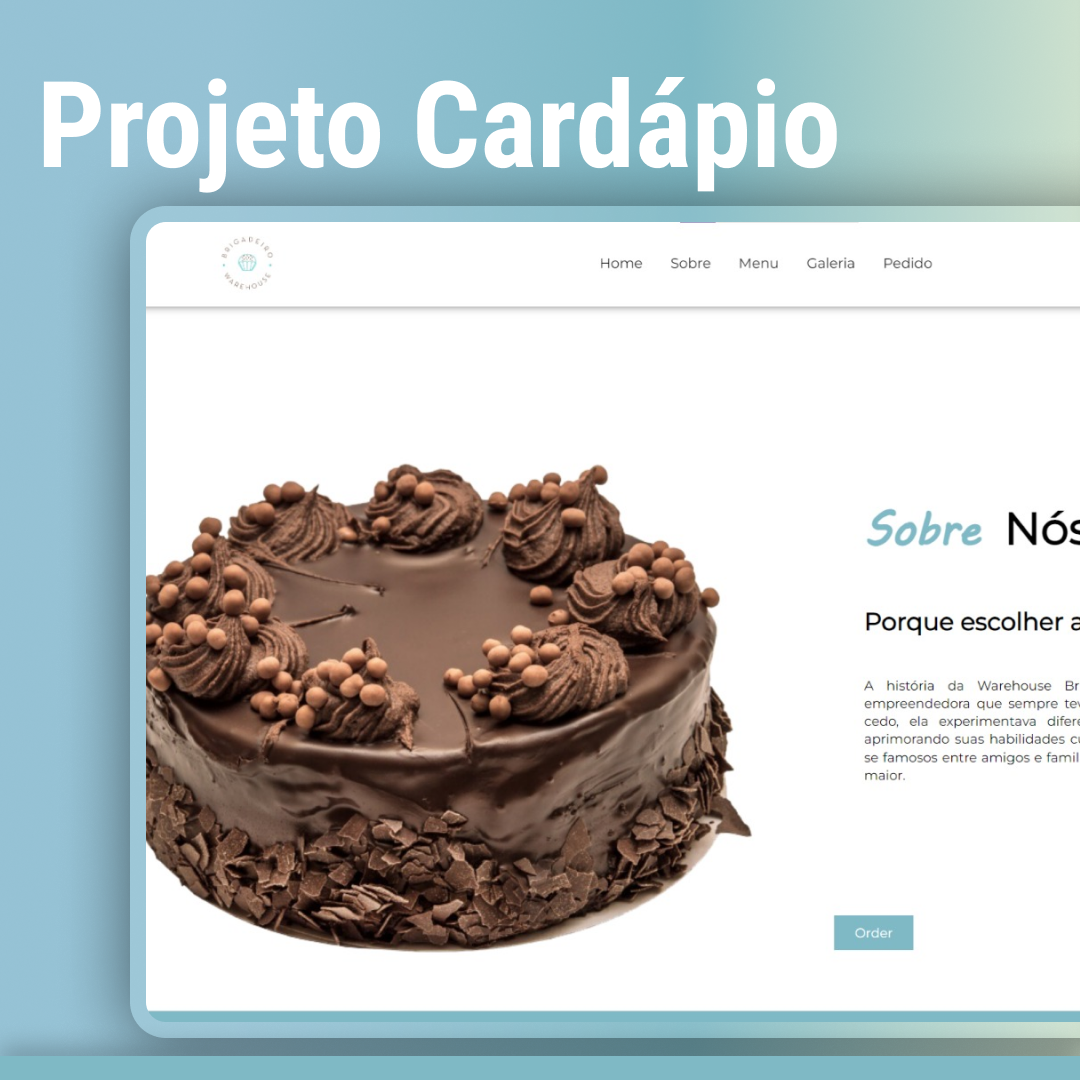 Projeto Cardápio
BRIGADEIRO
WAREHOUSE
Home Sobre Menu Galeria Pedido
Sobre Nós
Porque escolher a
A história da Warehouse Br
empreendedora que sempre tev
cedo, ela experimentava difere
aprimorando suas habilidades cu
se famosos entre amigos e famil
maior.
Order